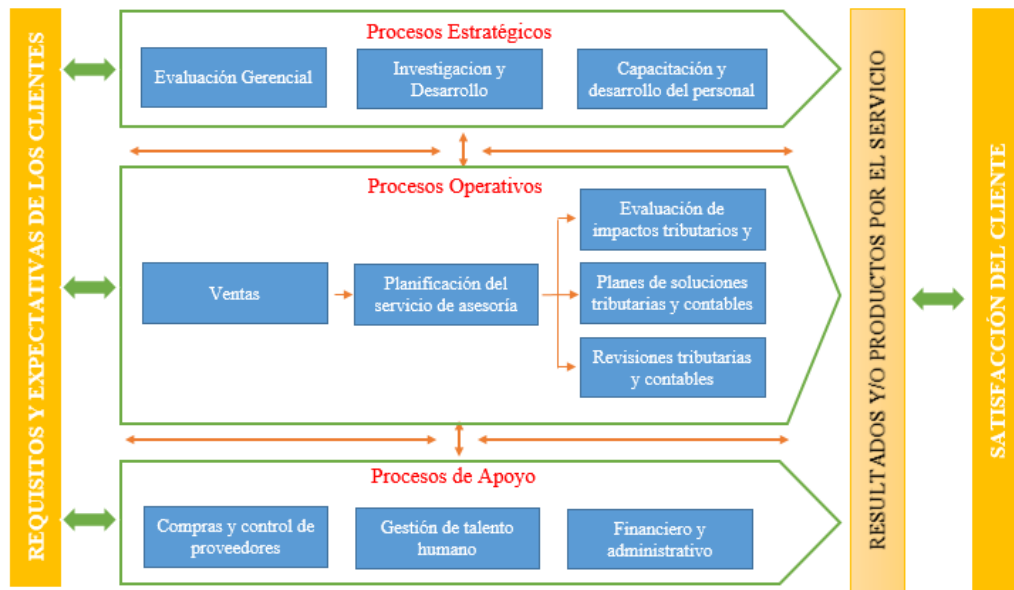 REQUISITOS Y EXPECTATIVAS DE LOS CLIENTES
Procesos Estratégicos
Evaluación Gerencial
Investigacion y
Desarrollo
Capacitación y
desarrollo del personal
Procesos Operativos
Ventas
Planificación del
servicio de asesoría
Evaluación de
impactos tributarios y
Planes de soluciones
tributarias y contables
Revisiones tributarias
y contables
Procesos de Apoyo
Compras y control de
proveedores
Gestión de talento
humano
Financiero y
administrativo
RESULTADOS Y/O PRODUCTOS POR EL SERVICIO
SATISFACCIÓN DEL CLIENTE